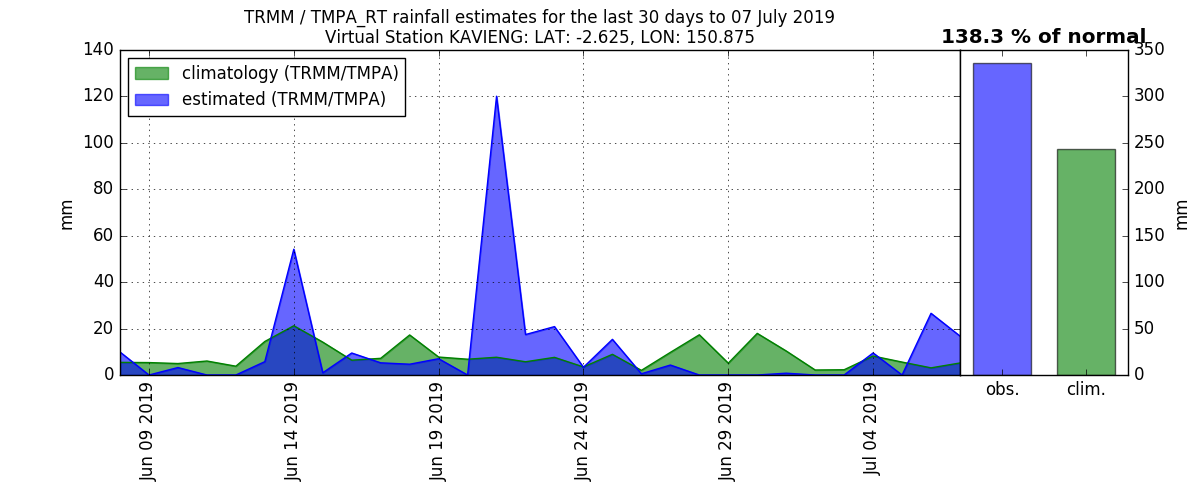 TRMM / TMPA_RT rainfall estimates for the last 30 days to 07 July 2019
Virtual Station KAVIENG: LAT: -2.625, LON: 150.875
138.3 % of normal
climatology (TRMM/TMPA)
estimated (TRMM/TMPA)
140
120
100
80
60
40
20
0
mm
350
300
250
200
150
100
50
0
mm
Jun 09 2019
Jun 14 2019
Jun 19 2019
Jun 24 2019
Jun 29 2019
Jul 04 2019
obs.
clim.